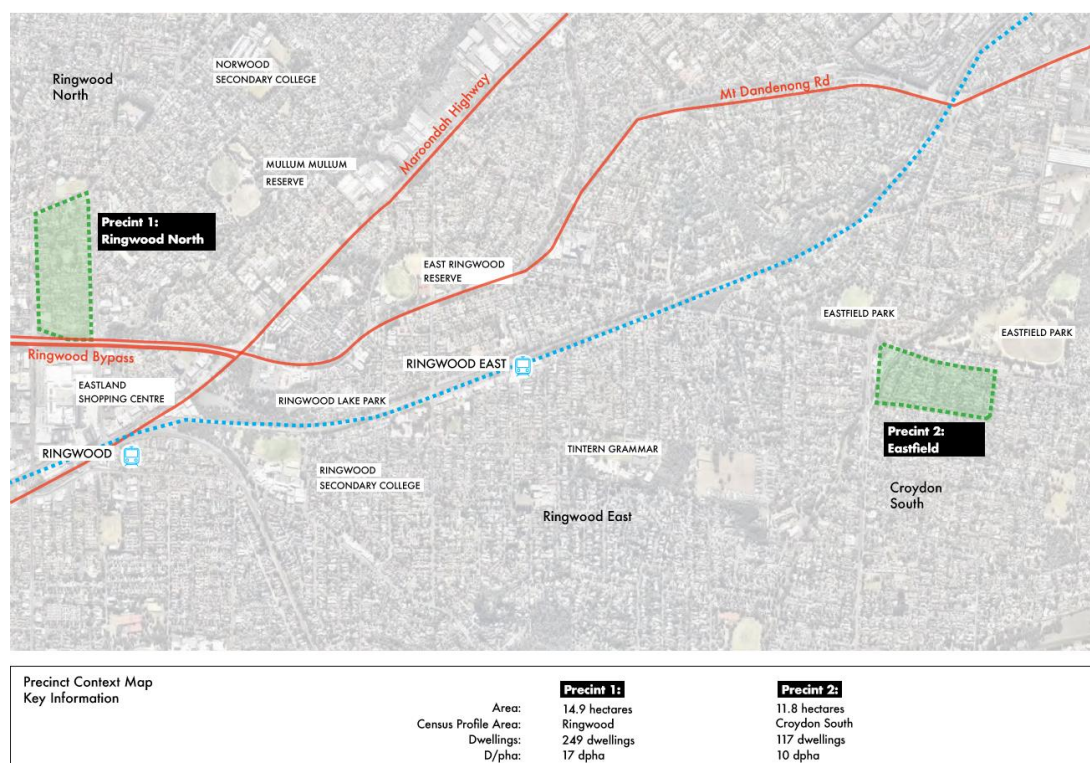 Ringwood
North
NORWOOD
SECONDARY COLLEGE
Maroondah Highway
Mt Dandenong Rd
MULLUM MULLUM
RESERVE
Precint 1:
Ringwood North
EAST RINGWOOD
RESERVE
EASTFIELD PARK
EASTFIELD PARK
Ringwood Bypass
RINGWOOD EAST
EASTLAND
SHOPPING CENTRE
RINGWOOD LAKE PARK
Precint 2:
Eastfield
RINGWOOD
TINTERN GRAMMAR
RINGWOOD
SECONDARY COLLEGE
Croydon
South
Ringwood East
Precinct Context Map
Key Information
Precint 1:
Precint 2:
Area:
14.9 hectares
11.8 hectares
Census Profile Area:
Ringwood
Croydon South
Dwellings:
249 dwellings
117 dwellings
D/pha:
17 dpha
10 dpha